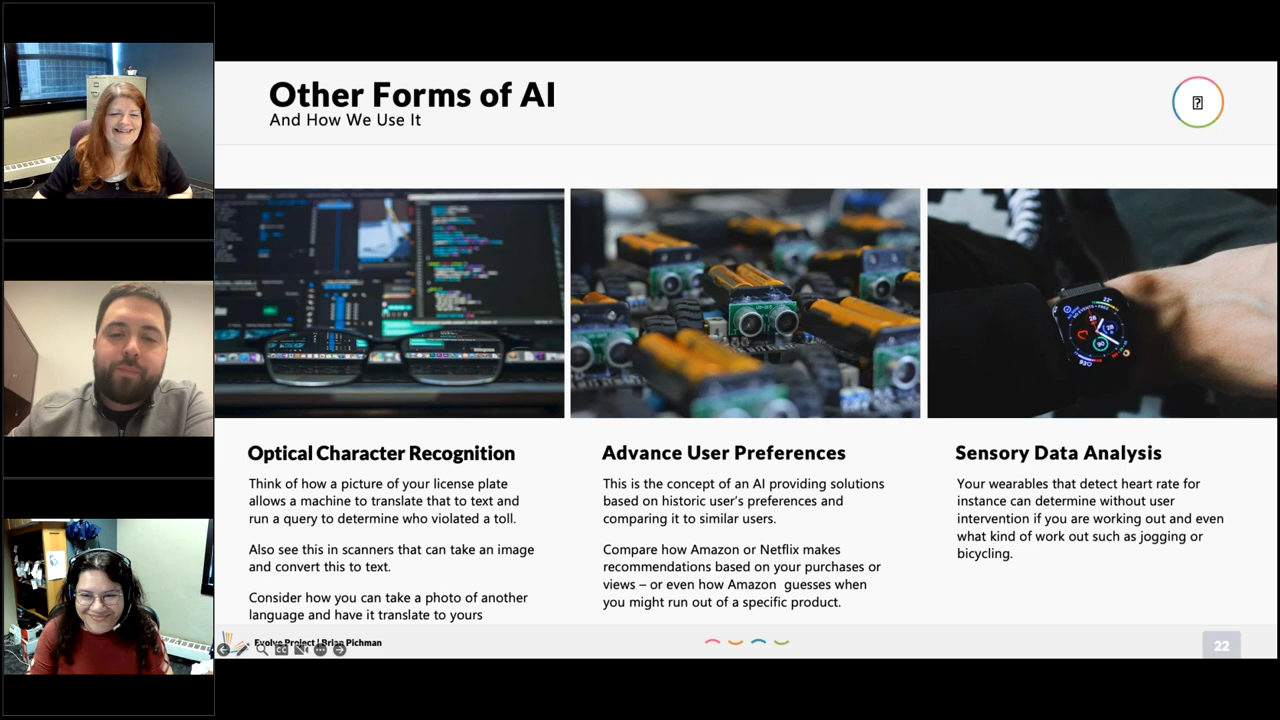 Other Forms of AI
And How We Use It
Optical Character Recognition
Think of how a picture of your license plate
allows a machine to translate that to text and
run a query to determine who violated a toll.
Also see this in scanners that can take an image
and convert this to text.
Consider how you can take a photo of another
language and have it translate to yours
Advance User Preferences
This is the concept of an AI providing solutions
based on historic user's preferences and
comparing it to similar users.
Compare how Amazon or Netflix makes
recommendations based on your purchases or
views – or even how Amazon guesses when
you might run out of a specific product.
Sensory Data Analysis
Your wearables that detect heart rate for
instance can determine without user
intervention if you are working out and even
what kind of work out such as jogging or
bicycling.
Evolve Project | Brian Pichman
22